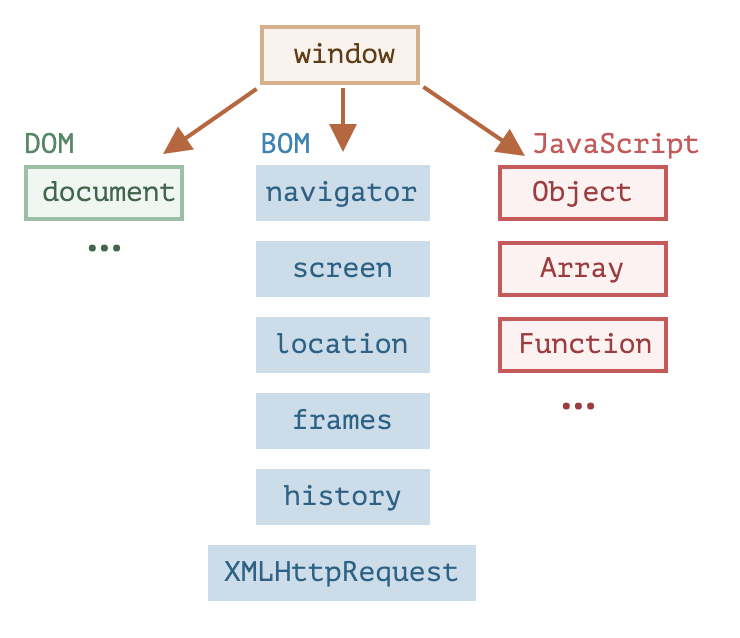 window
DOM
document
...
BOM
navigator
screen
location
frames
history
XMLHttpRequest
JavaScript
Object
Array
Function
...